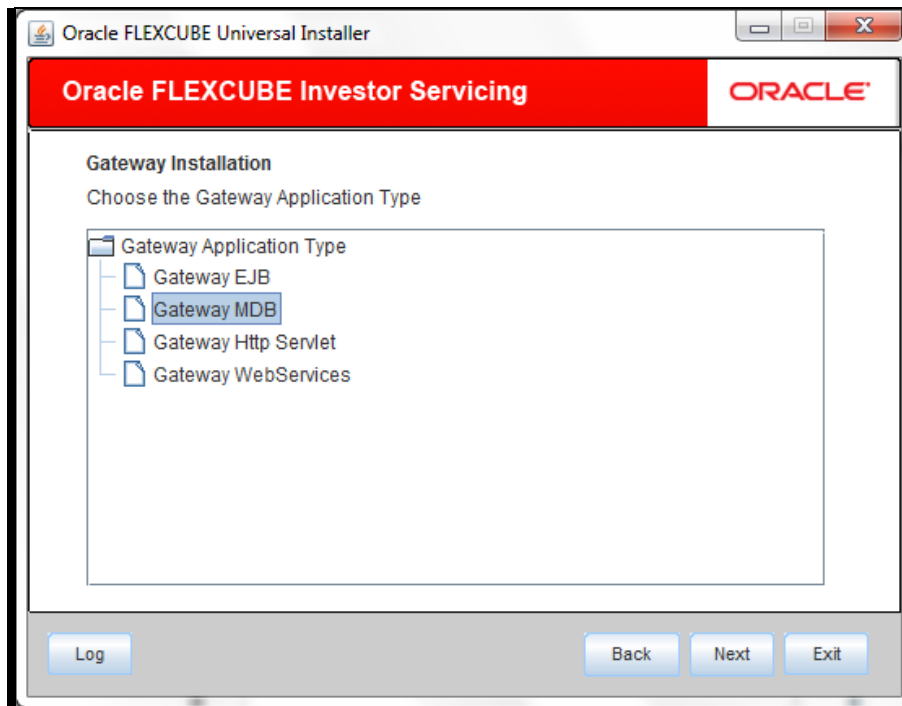 Oracle FLEXCUBE Universal Installer
Oracle FLEXCUBE Investor Servicing
ORACLE
Gateway Installation
Choose the Gateway Application Type
Gateway Application Type
Gateway EJB
Gateway MDB
Gateway Http Servlet
Gateway WebServices
Log Back Next Exit